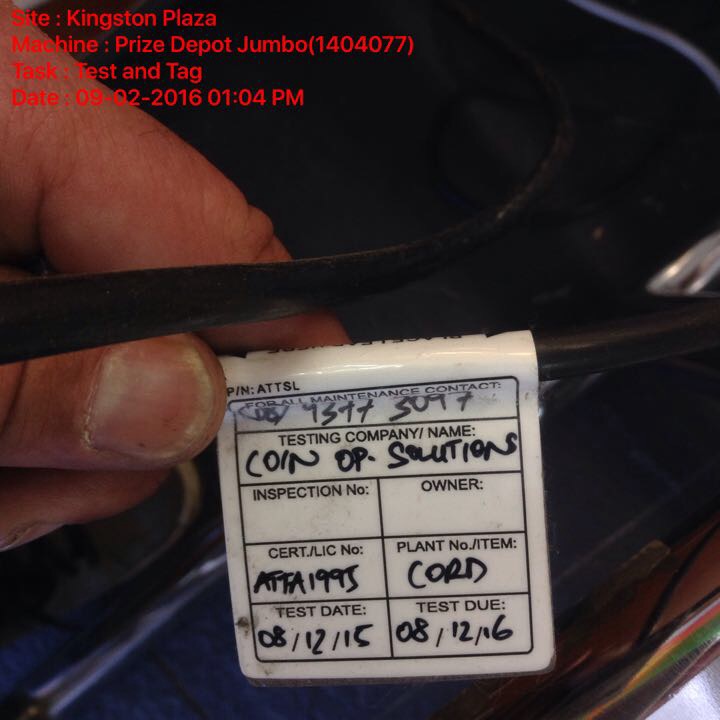 Site : Kingston Plaza
Machine : Prize Depot Jumbo(1404077)
Task : Test and Tag
Date : 09-02-2016 01:04 PM
P/N: ATTSL
FOR ALL MAINTENANCE CONTACT:
9377 3097
TESTING COMPANY/ NAME:
COIN OP. SOLUTIONS
INSPECTION No: OWNER:
CERT./LIC No: PLANT No./ITEM:
ATTA1995 CORD
TEST DATE: TEST DUE:
08/12/15 08/12/16